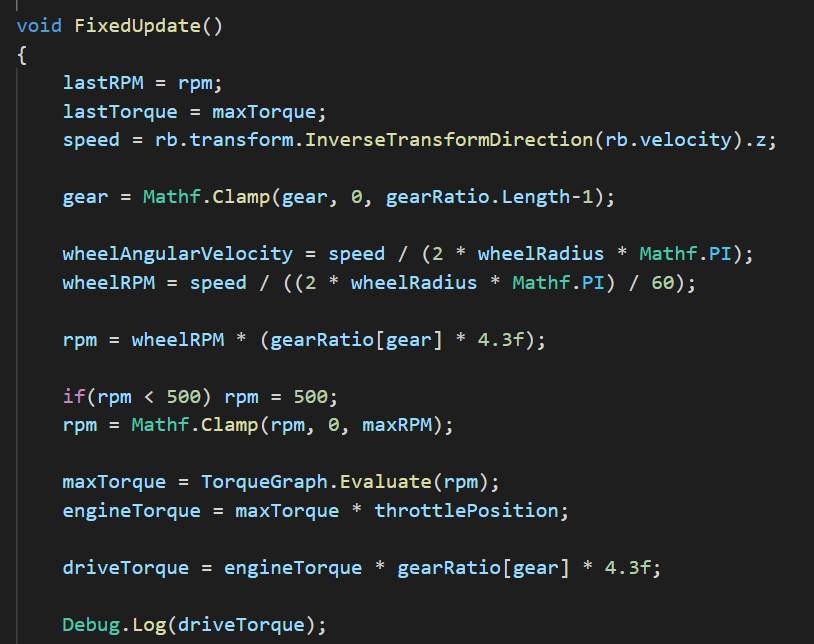 void FixedUpdate()
{
lastRPM = rpm;
lastTorque = maxTorque;
speed = rb.transform.InverseTransformDirection(rb.velocity).z;
gear = Mathf.Clamp(gear, 0, gearRatio.Length-1);
wheelAngularVelocity = speed / (2 * wheelRadius * Mathf.PI);
wheelRPM = speed / ((2 * wheelRadius * Mathf.PI) / 60);
rpm = wheelRPM * (gearRatio[gear] * 4.3f);
if(rpm < 500) rpm = 500;
rpm = Mathf.Clamp(rpm, 0, maxRPM);
maxTorque = TorqueGraph.Evaluate(rpm);
engineTorque = maxTorque * throttlePosition;
driveTorque = engineTorque * gearRatio[gear] * 4.3f;
Debug.Log(driveTorque);